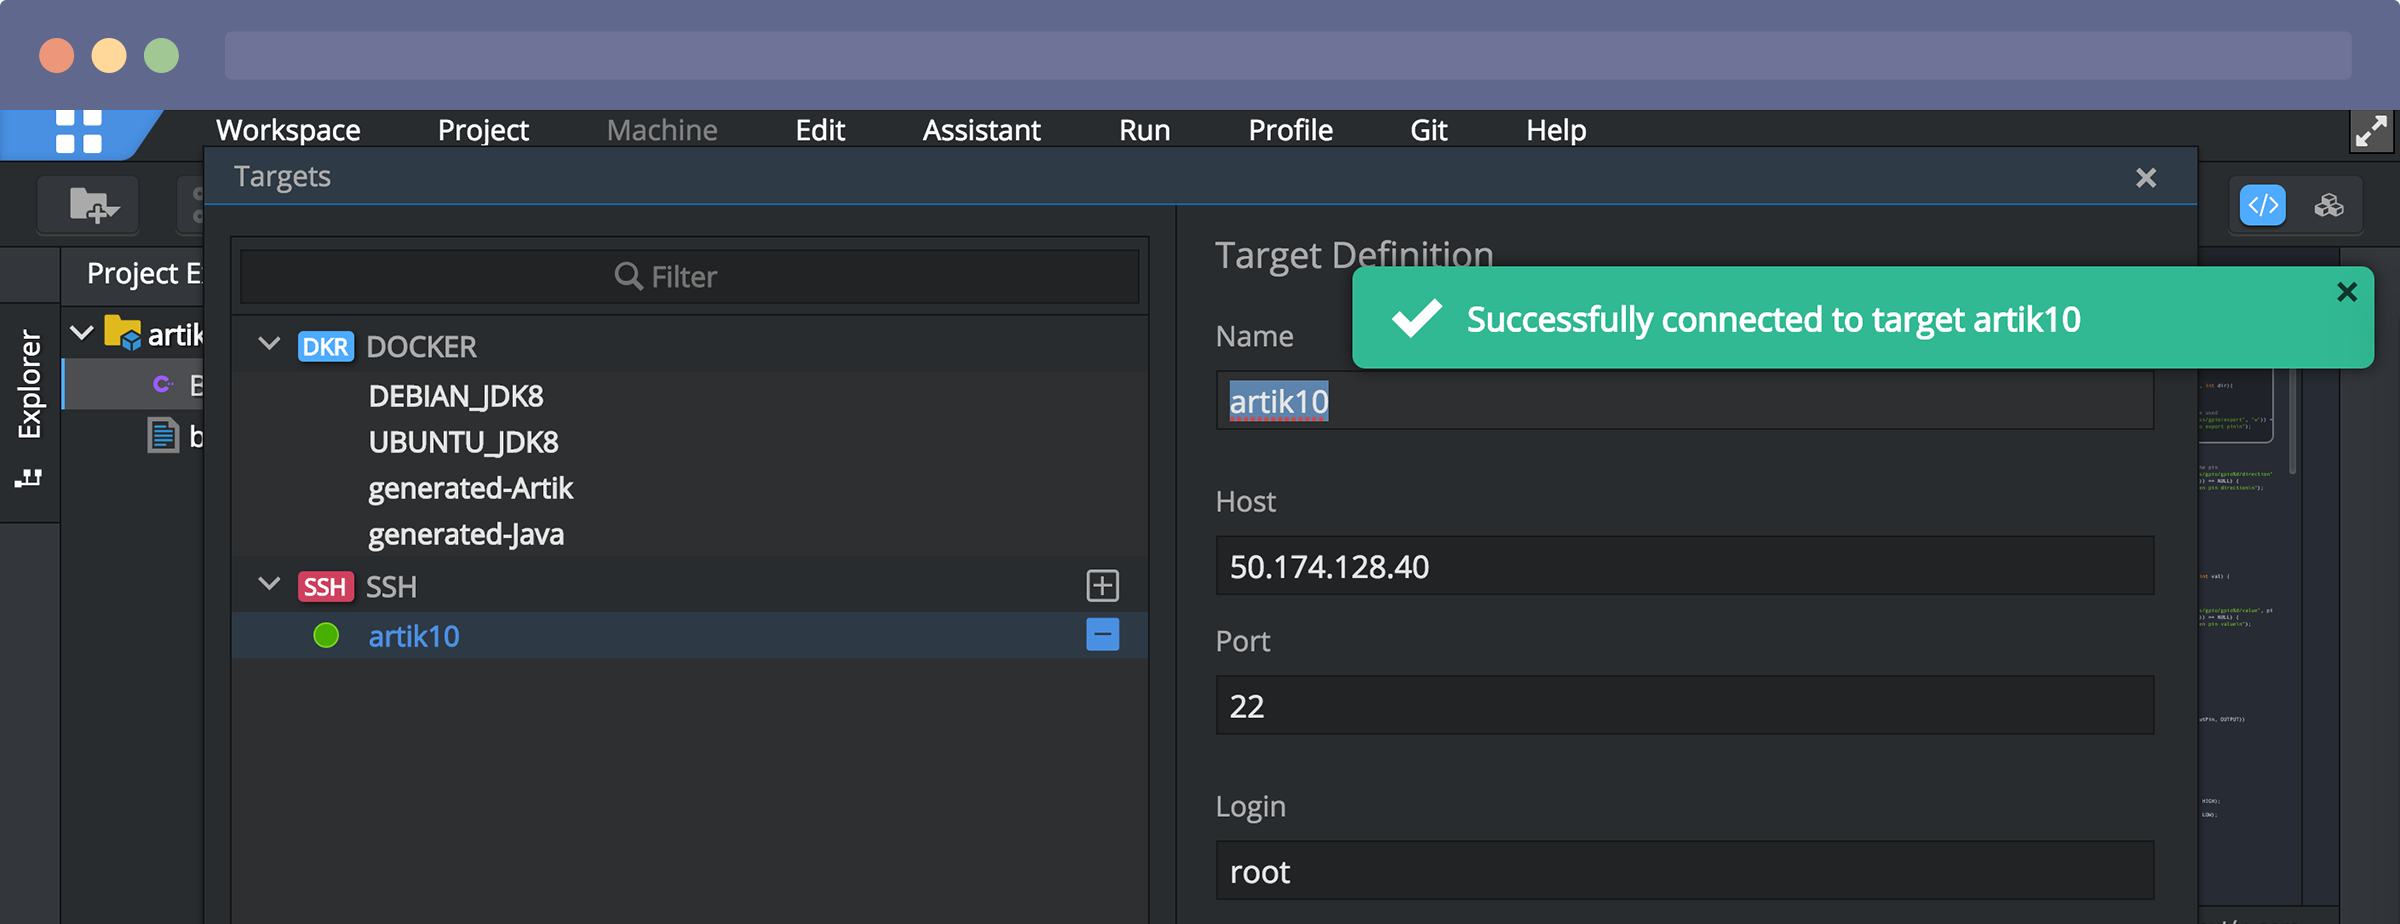 Workspace Project Machine Edit Assistant Run Profile Git Help
Targets
Project E
Explorer
artik
B
b
Filter
DKR DOCKER
DEBIAN_JDK8
UBUNTU_JDK8
generated-Artik
generated-Java
SSH SSH
artik10
Target Definition
Successfully connected to target artik10
Name
artik10
Host
50.174.128.40
Port
22
Login
root